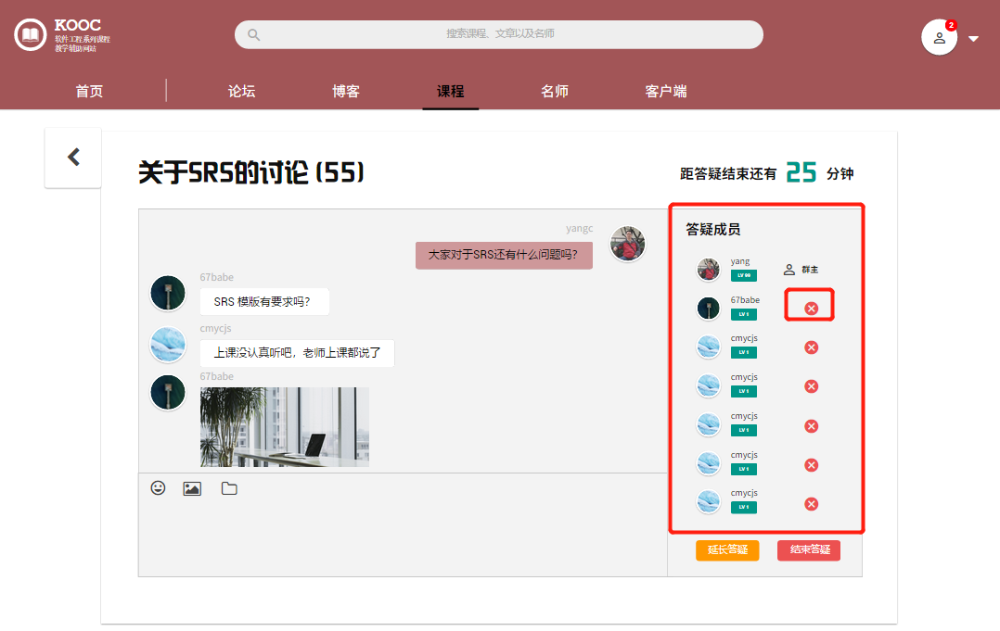 KOOC
软件工程系列课程
教学辅助网站
搜索课程、文章以及名师
2
首页
论坛
博客
课程
名师
客户端
关于SRS的讨论 (55)
距答疑结束还有 25 分钟
yangc
大家对于SRS还有什么问题吗?
67babe
SRS 模版有要求吗?
cmycjs
上课没认真听吧，老师上课都说了
67babe
答疑成员
yang
LV 99
群主
67babe
LV 1
cmycjs
LV 1
cmycjs
LV 1
cmycjs
LV 1
cmycjs
LV 1
cmycjs
LV 1
延长答疑
结束答疑